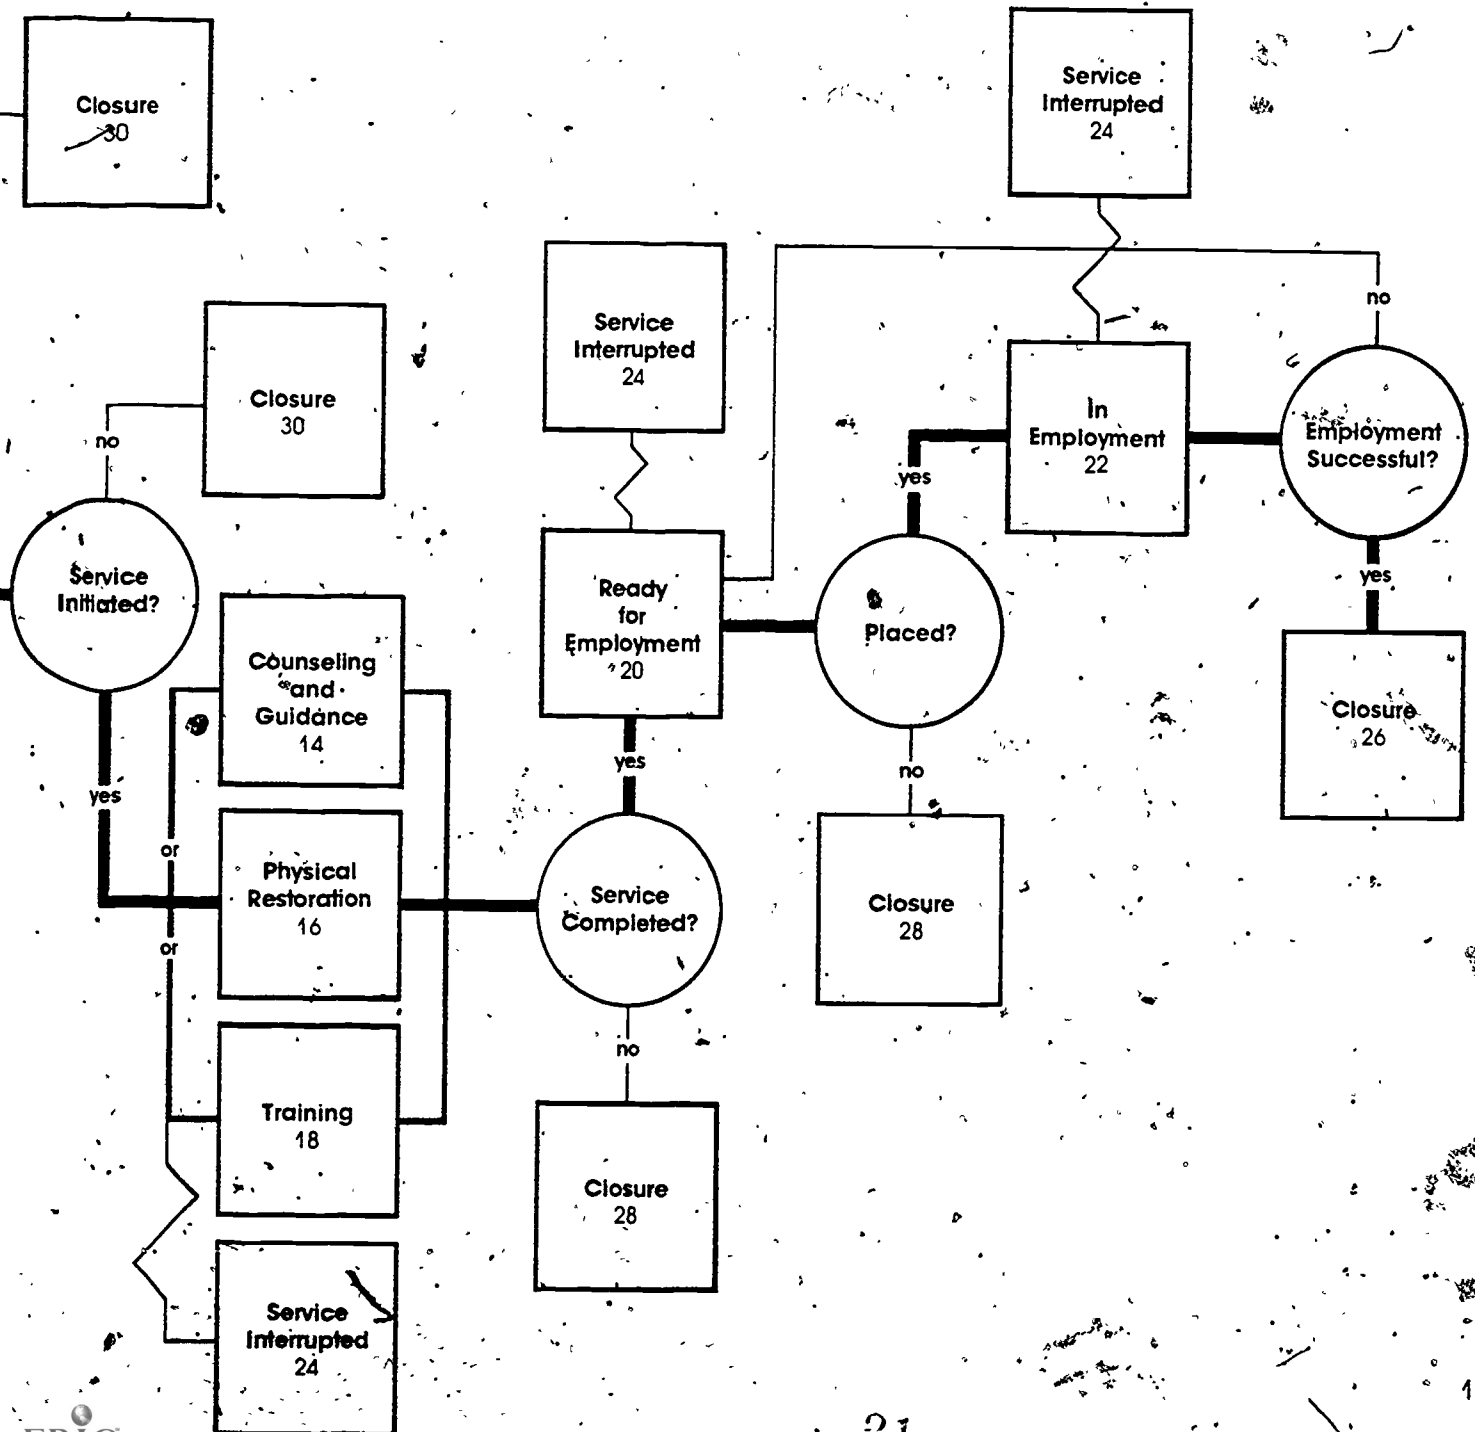 Closure
30
Service
Interrupted
24
Service
Interrupted
24
no
Closure
30
no
In
Employment
22
Employment
Successful?
yes
Service
Initiated?
Ready
for
Employment
20
Placed?
yes
Counseling
and
Guidance
14
Closure
26
yes
yes
no
or
Physical
Restoration
16
Service
Completed?
Closure
28
or
no
Training
18
Closure
28
Service
Interrupted
24
1